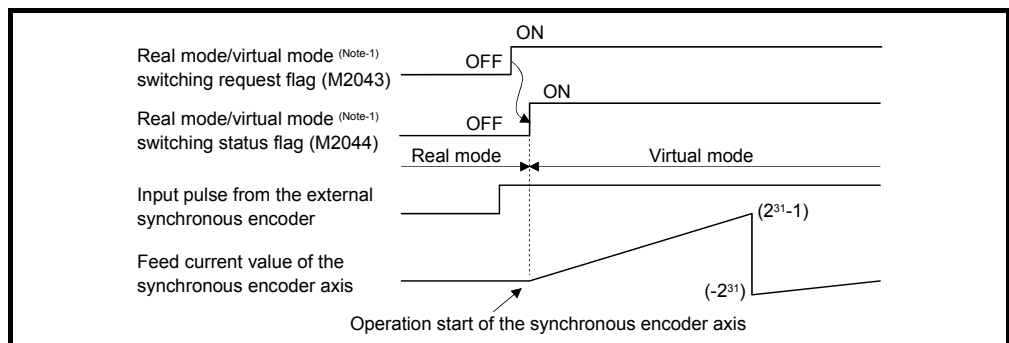 ON
Real mode/virtual mode (Note-1)
OFF
switching request flag (M2043)
ON
Real mode/virtual mode (Note-1)
OFF
switching status flag (M2044)
Real mode
Virtual mode
Input pulse from the external
synchronous encoder
(2³¹-1)
Feed current value of the
synchronous encoder axis
(-2³¹)
Operation start of the synchronous encoder axis